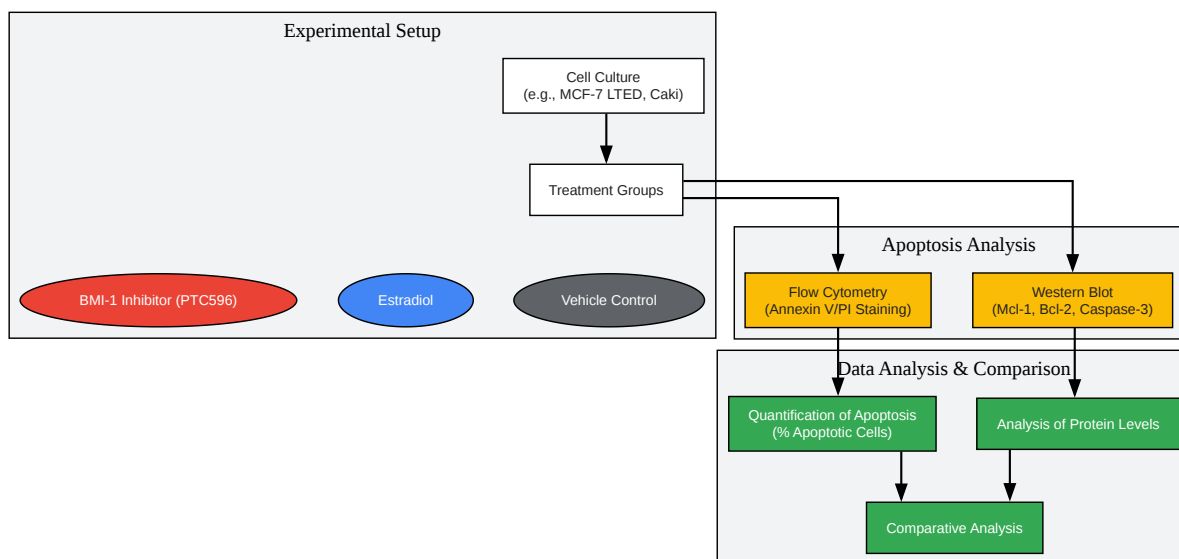 Experimental Setup
Cell Culture
(e.g., MCF-7 LTED, Caki)
Treatment Groups
BMI-1 Inhibitor (PTC596)
Estradiol
Vehicle Control
Apoptosis Analysis
Flow Cytometry
(Annexin V/PI Staining)
Western Blot
(Mcl-1, Bcl-2, Caspase-3)
Data Analysis & Comparison
Quantification of Apoptosis
(% Apoptotic Cells)
Analysis of Protein Levels
Comparative Analysis